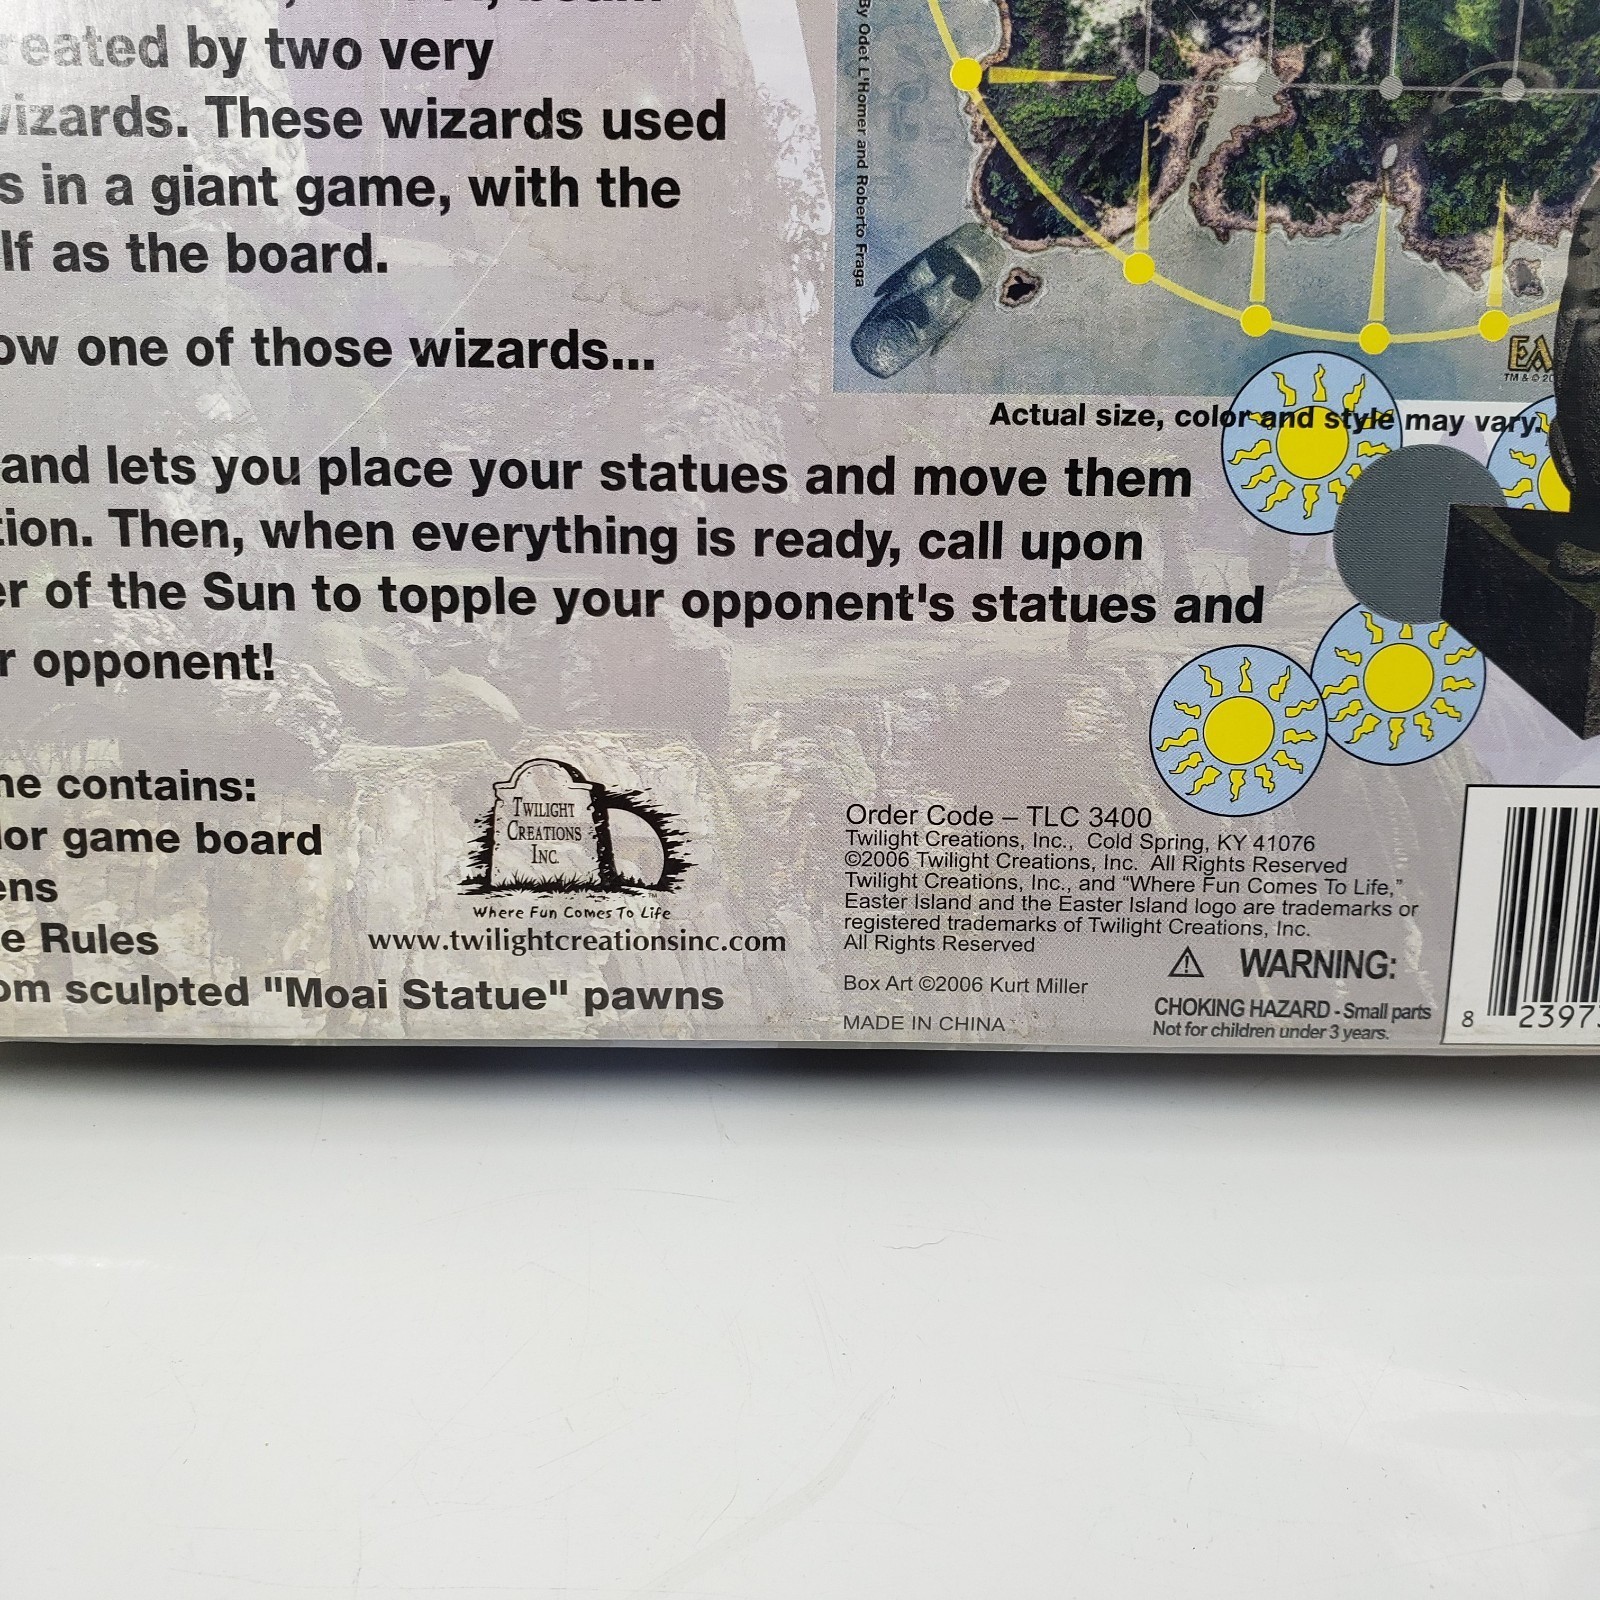 reated by two very
wizards. These wizards used
s in a giant game, with the
lf as the board.
ow one of those wizards...
By Odet L'Homer and Roberto Fraga
EA
TM & © 20
Actual size, color and style may vary.
and lets you place your statues and move them
tion. Then, when everything is ready, call upon
er of the Sun to topple your opponent's statues and
r opponent!
ne contains:
lor game board
ens
e Rules
om sculpted "Moai Statue" pawns
TWILIGHT
CREATIONS
INC.
Where Fun Comes To Life
www.twilightcreationsinc.com
Order Code – TLC 3400
Twilight Creations, Inc., Cold Spring, KY 41076
©2006 Twilight Creations, Inc. All Rights Reserved
Twilight Creations, Inc., and “Where Fun Comes To Life,”
Easter Island and the Easter Island logo are trademarks or
registered trademarks of Twilight Creations, Inc.
All Rights Reserved
Box Art ©2006 Kurt Miller
MADE IN CHINA
WARNING:
CHOKING HAZARD - Small parts
Not for children under 3 years.
8 23973